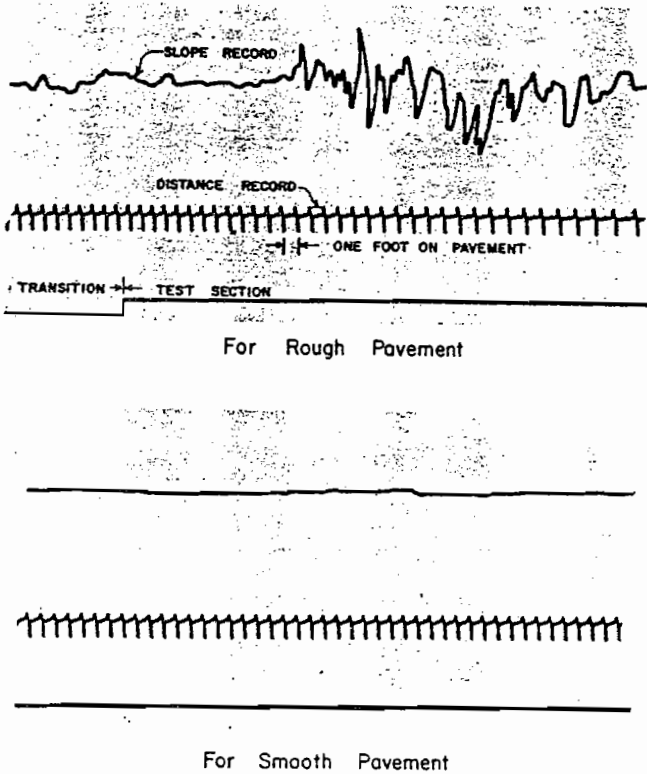 SLOPE RECORD
DISTANCE RECORD
ONE FOOT ON PAVEMENT
TRANSITION
TEST SECTION
For Rough Pavement
For Smooth Pavement